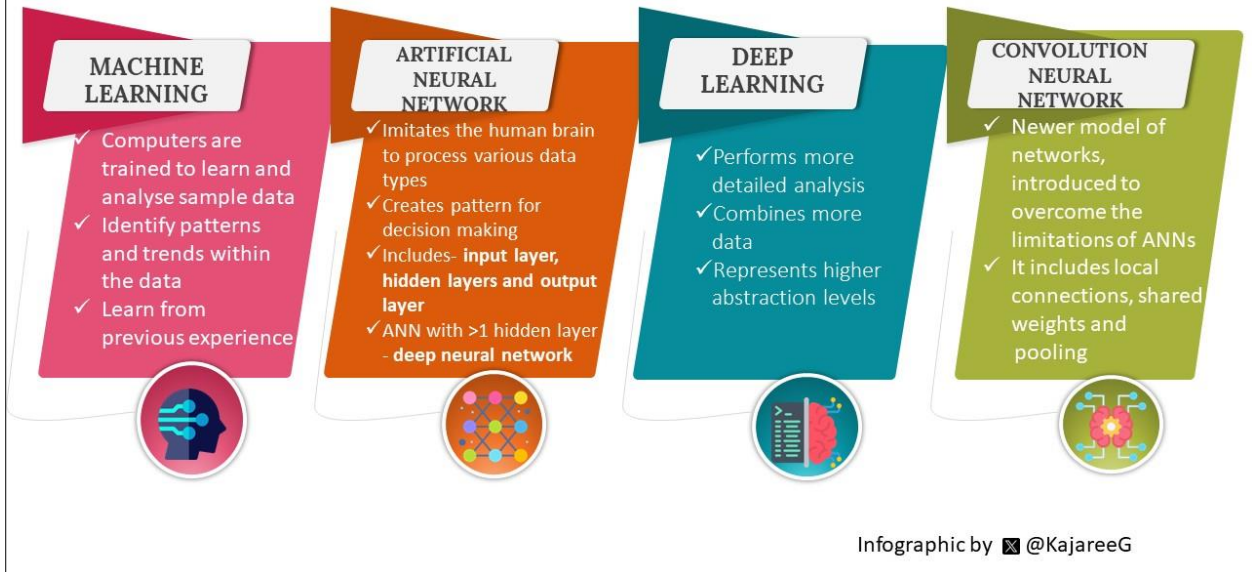 MACHINE
LEARNING
✓ Computers are
trained to learn and
analyse sample data
✓ Identify patterns
and trends within
the data
✓ Learn from
previous experience
ARTIFICIAL
NEURAL
NETWORK
✓Imitates the human brain
to process various data
types
✓Creates pattern for
decision making
✓Includes- input layer,
hidden layers and output
layer
✓ANN with >1 hidden layer
- deep neural network
DEEP
LEARNING
✓Performs more
detailed analysis
✓Combines more
data
✓Represents higher
abstraction levels
CONVOLUTION
NEURAL
NETWORK
✓ Newer model of
networks,
introduced to
overcome the
limitations of ANNs
✓ It includes local
connections, shared
weights and
pooling
Infographic by 𝕏 @KajareeG